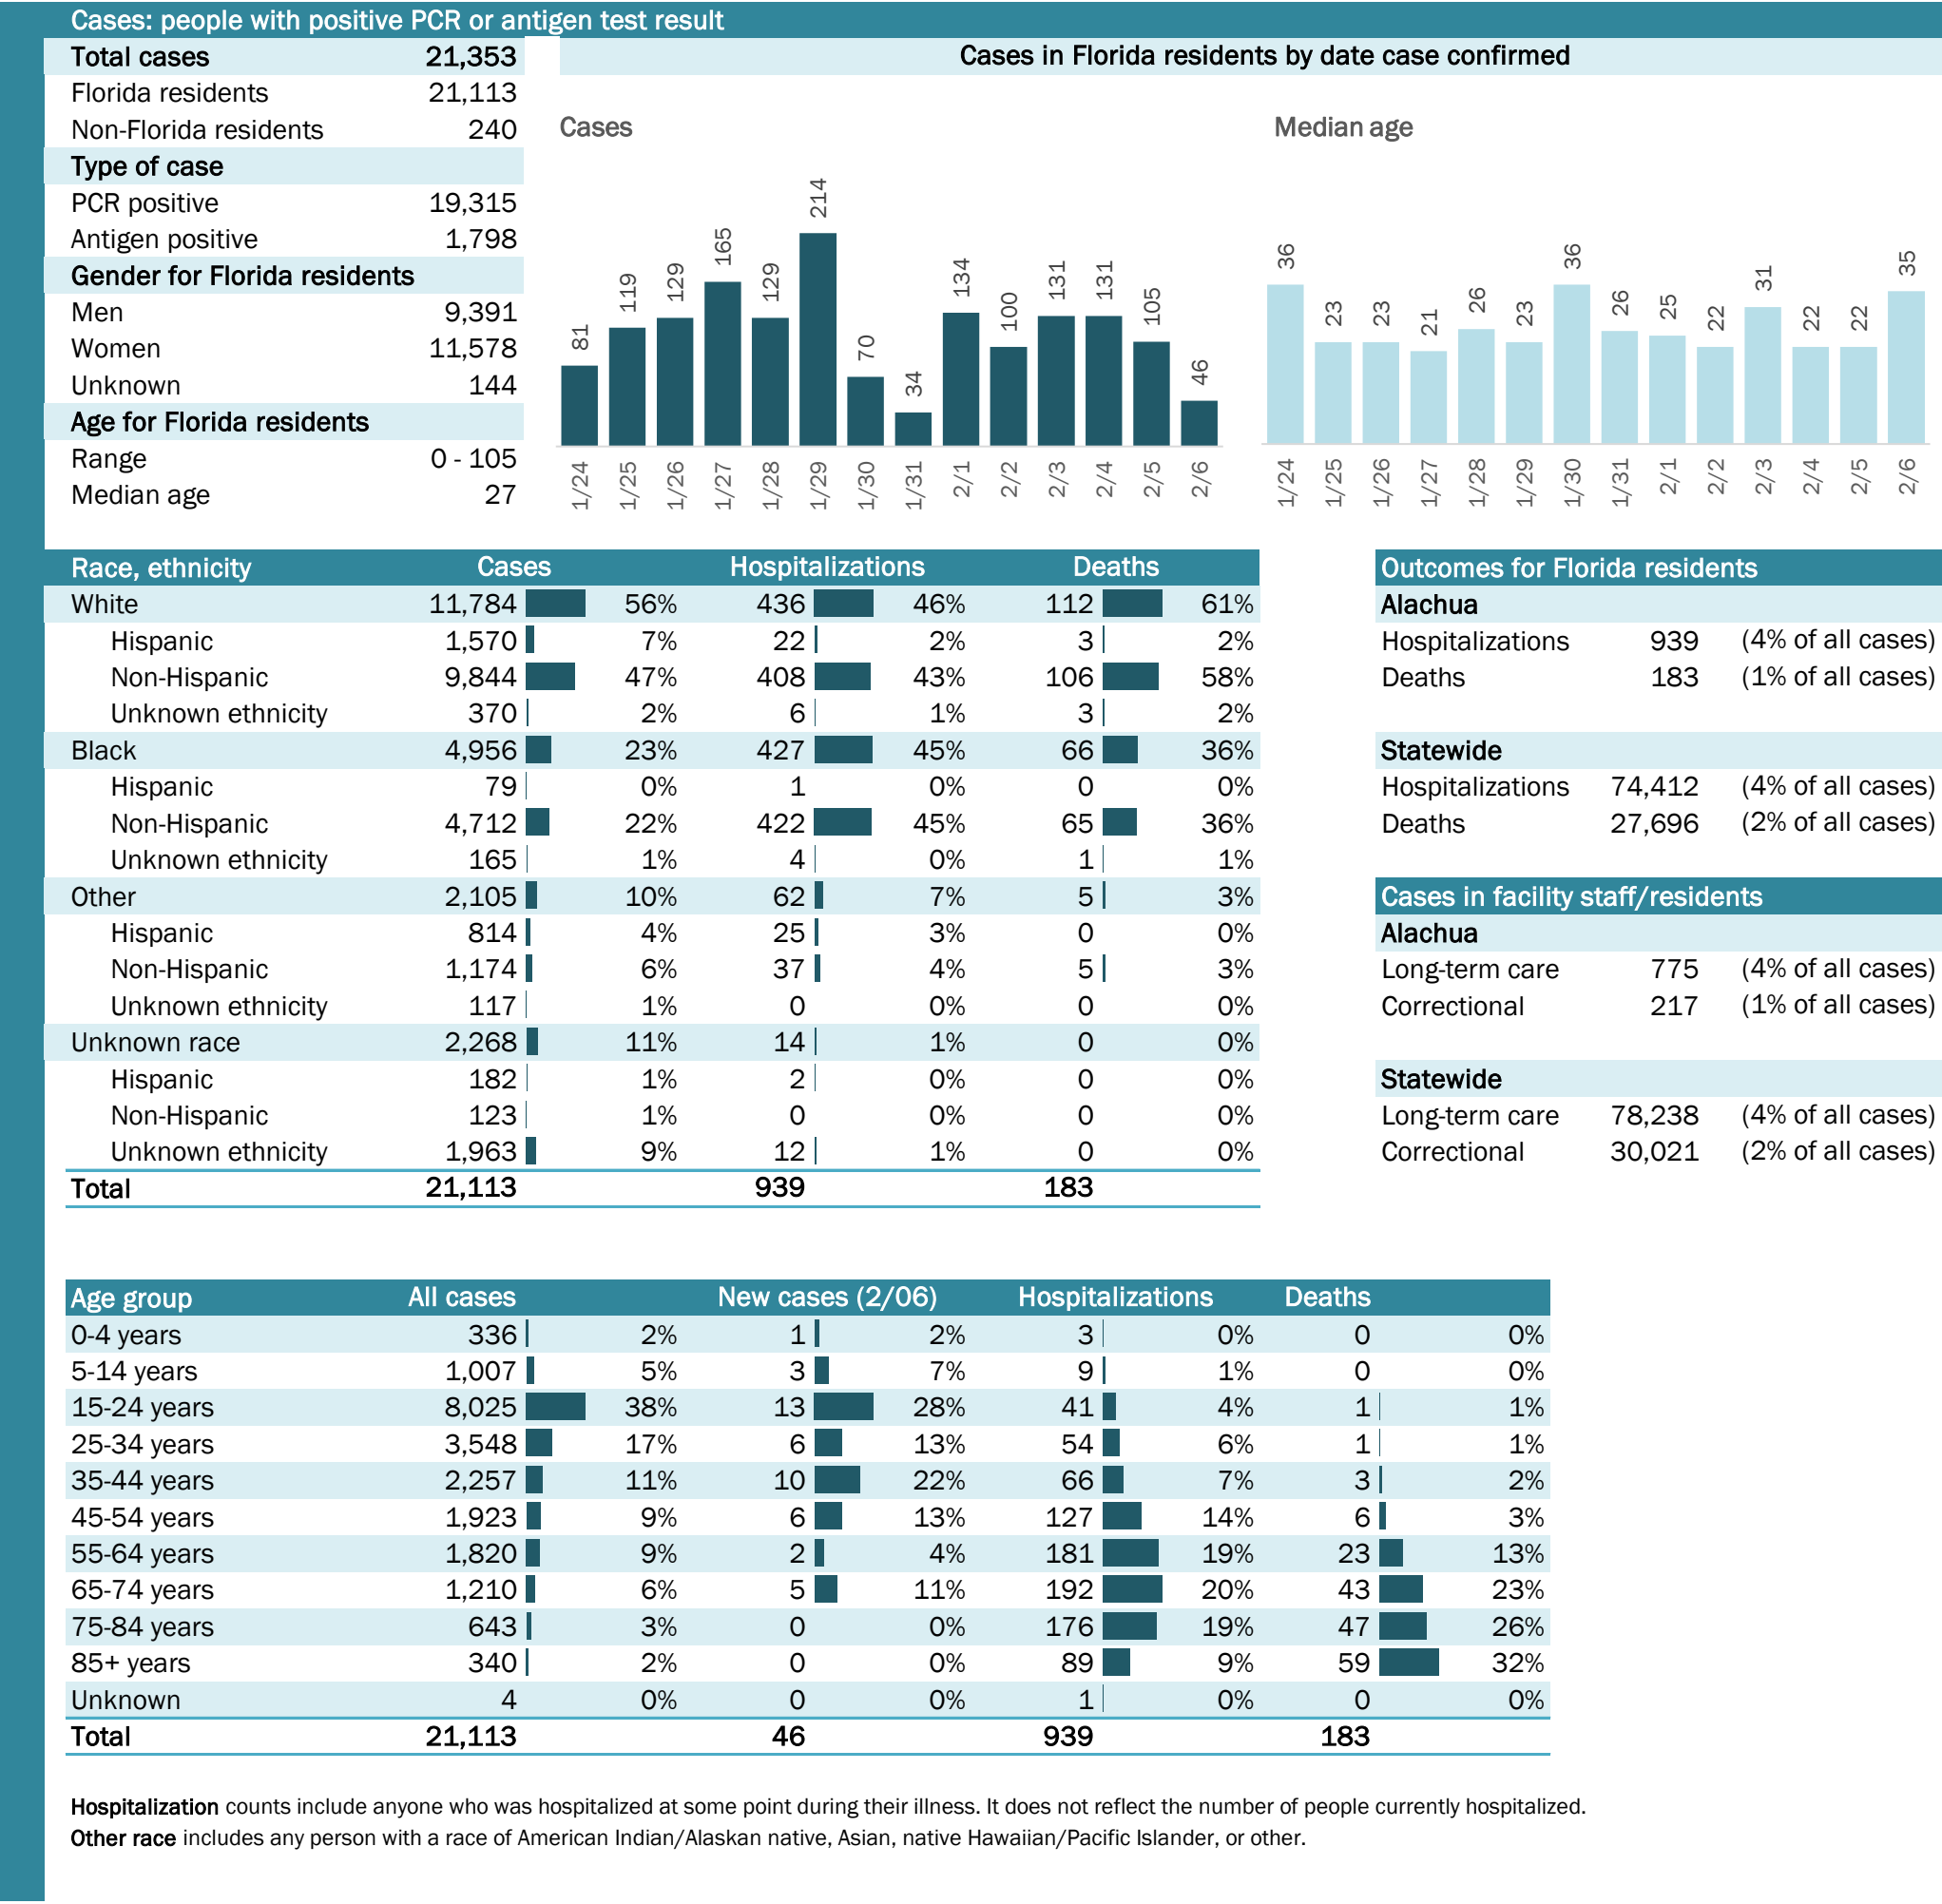 Cases: people with positive PCR or antigen test result
Total cases 21,353
Florida residents 21,113
Non-Florida residents 240
Type of case
PCR positive 19,315
Antigen positive 1,798
Gender for Florida residents
Men 9,391
Women 11,578
Unknown 144
Age for Florida residents
Range 0 - 105
Median age 27
Cases in Florida residents by date case confirmed
Cases
81 119 129 165 129 214 70 34 134 100 131 131 105 46
1/24 1/25 1/26 1/27 1/28 1/29 1/30 1/31 2/1 2/2 2/3 2/4 2/5 2/6
Median age
36 23 23 21 26 23 36 26 25 22 31 22 22 35
1/24 1/25 1/26 1/27 1/28 1/29 1/30 1/31 2/1 2/2 2/3 2/4 2/5 2/6
Race, ethnicity Cases Hospitalizations Deaths
White 11,784 56% 436 46% 112 61%
Hispanic 1,570 7% 22 2% 3 2%
Non-Hispanic 9,844 47% 408 43% 106 58%
Unknown ethnicity 370 2% 6 1% 3 2%
Black 4,956 23% 427 45% 66 36%
Hispanic 79 0% 1 0% 0 0%
Non-Hispanic 4,712 22% 422 45% 65 36%
Unknown ethnicity 165 1% 4 0% 1 1%
Other 2,105 10% 62 7% 5 3%
Hispanic 814 4% 25 3% 0 0%
Non-Hispanic 1,174 6% 37 4% 5 3%
Unknown ethnicity 117 1% 0 0% 0 0%
Unknown race 2,268 11% 14 1% 0 0%
Hispanic 182 1% 2 0% 0 0%
Non-Hispanic 123 1% 0 0% 0 0%
Unknown ethnicity 1,963 9% 12 1% 0 0%
Total 21,113 939 183
Outcomes for Florida residents
Alachua
Hospitalizations 939 (4% of all cases)
Deaths 183 (1% of all cases)
Statewide
Hospitalizations 74,412 (4% of all cases)
Deaths 27,696 (2% of all cases)
Cases in facility staff/residents
Alachua
Long-term care 775 (4% of all cases)
Correctional 217 (1% of all cases)
Statewide
Long-term care 78,238 (4% of all cases)
Correctional 30,021 (2% of all cases)
Age group All cases New cases (2/06) Hospitalizations Deaths
0-4 years 336 2% 1 2% 3 0% 0 0%
5-14 years 1,007 5% 3 7% 9 1% 0 0%
15-24 years 8,025 38% 13 28% 41 4% 1 1%
25-34 years 3,548 17% 6 13% 54 6% 1 1%
35-44 years 2,257 11% 10 22% 66 7% 3 2%
45-54 years 1,923 9% 6 13% 127 14% 6 3%
55-64 years 1,820 9% 2 4% 181 19% 23 13%
65-74 years 1,210 6% 5 11% 192 20% 43 23%
75-84 years 643 3% 0 0% 176 19% 47 26%
85+ years 340 2% 0 0% 89 9% 59 32%
Unknown 4 0% 0 0% 1 0% 0 0%
Total 21,113 46 939 183
Hospitalization counts include anyone who was hospitalized at some point during their illness. It does not reflect the number of people currently hospitalized.
Other race includes any person with a race of American Indian/Alaskan native, Asian, native Hawaiian/Pacific Islander, or other.